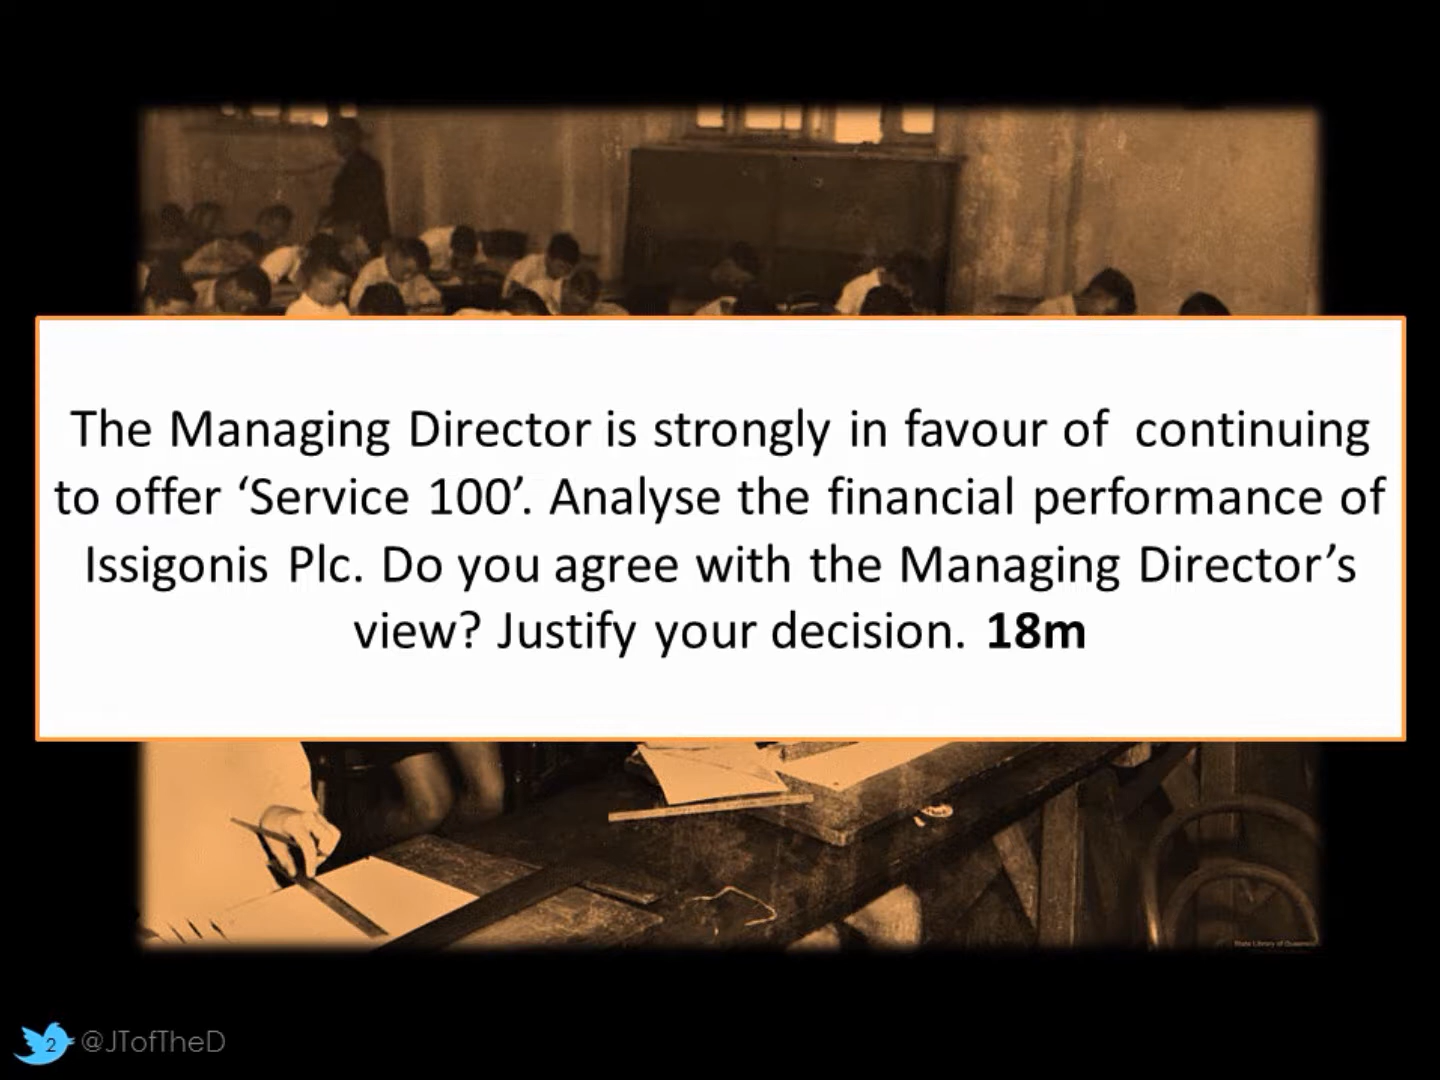 The Managing Director is strongly in favour of continuing
to offer ‘Service 100’. Analyse the financial performance of
Issigonis Plc. Do you agree with the Managing Director’s
view? Justify your decision. 18m
2 @JTofTheD